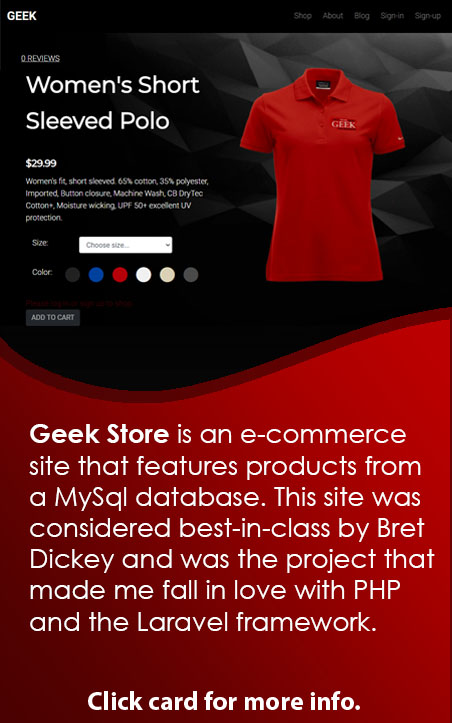 GEEK
Shop About Blog Sign-in Sign-up
0 REVIEWS
Women's Short
Sleeved Polo
$29.99
Women's fit, short sleeved. 65% cotton, 35% polyester,
Imported, Button closure, Machine Wash, CB DryTec
Cotton+, Moisture wicking, UPF 50+ excellent UV
protection.
GEEK
Size: Choose size...
Color:
Please sign-in or sign up to shop.
ADD TO CART
Geek Store is an e-commerce
site that features products from
a MySql database. This site was
considered best-in-class by Bret
Dickey and was the project that
made me fall in love with PHP
and the Laravel framework.
Click card for more info.